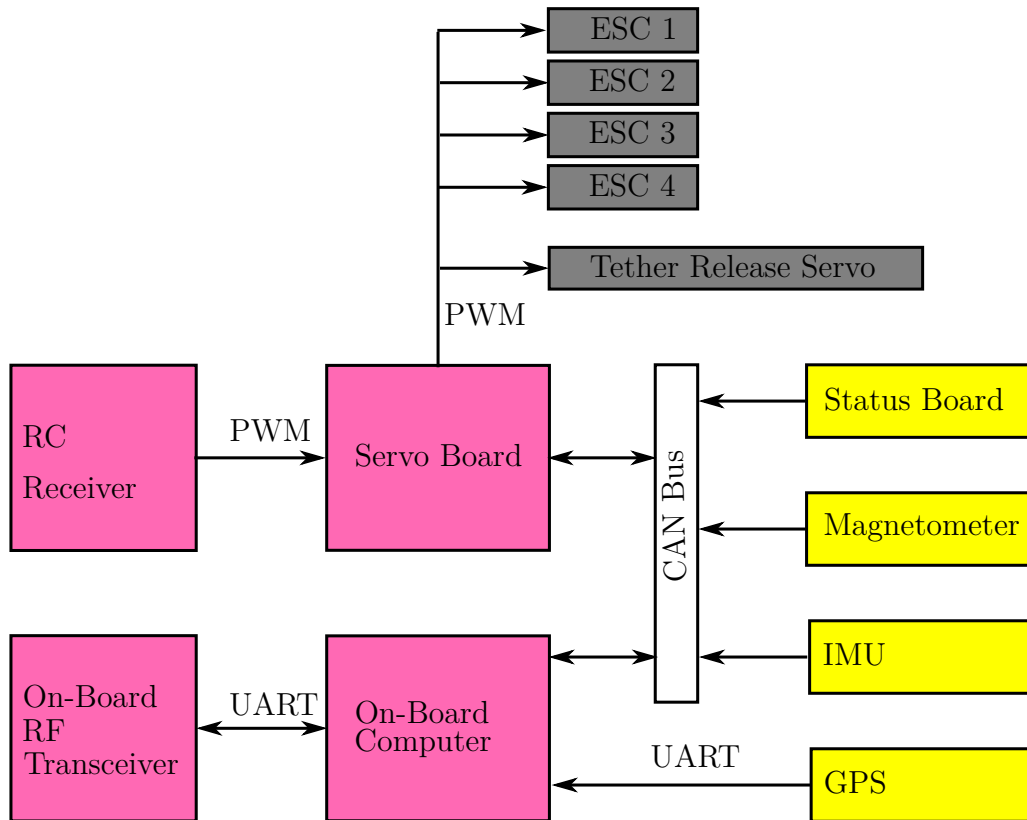 ESC 1
ESC 2
ESC 3
ESC 4
Tether Release Servo
PWM
RC
Receiver
PWM
Servo Board
CAN Bus
Status Board
Magnetometer
IMU
On-Board
RF
Transceiver
UART
On-Board
Computer
UART
GPS